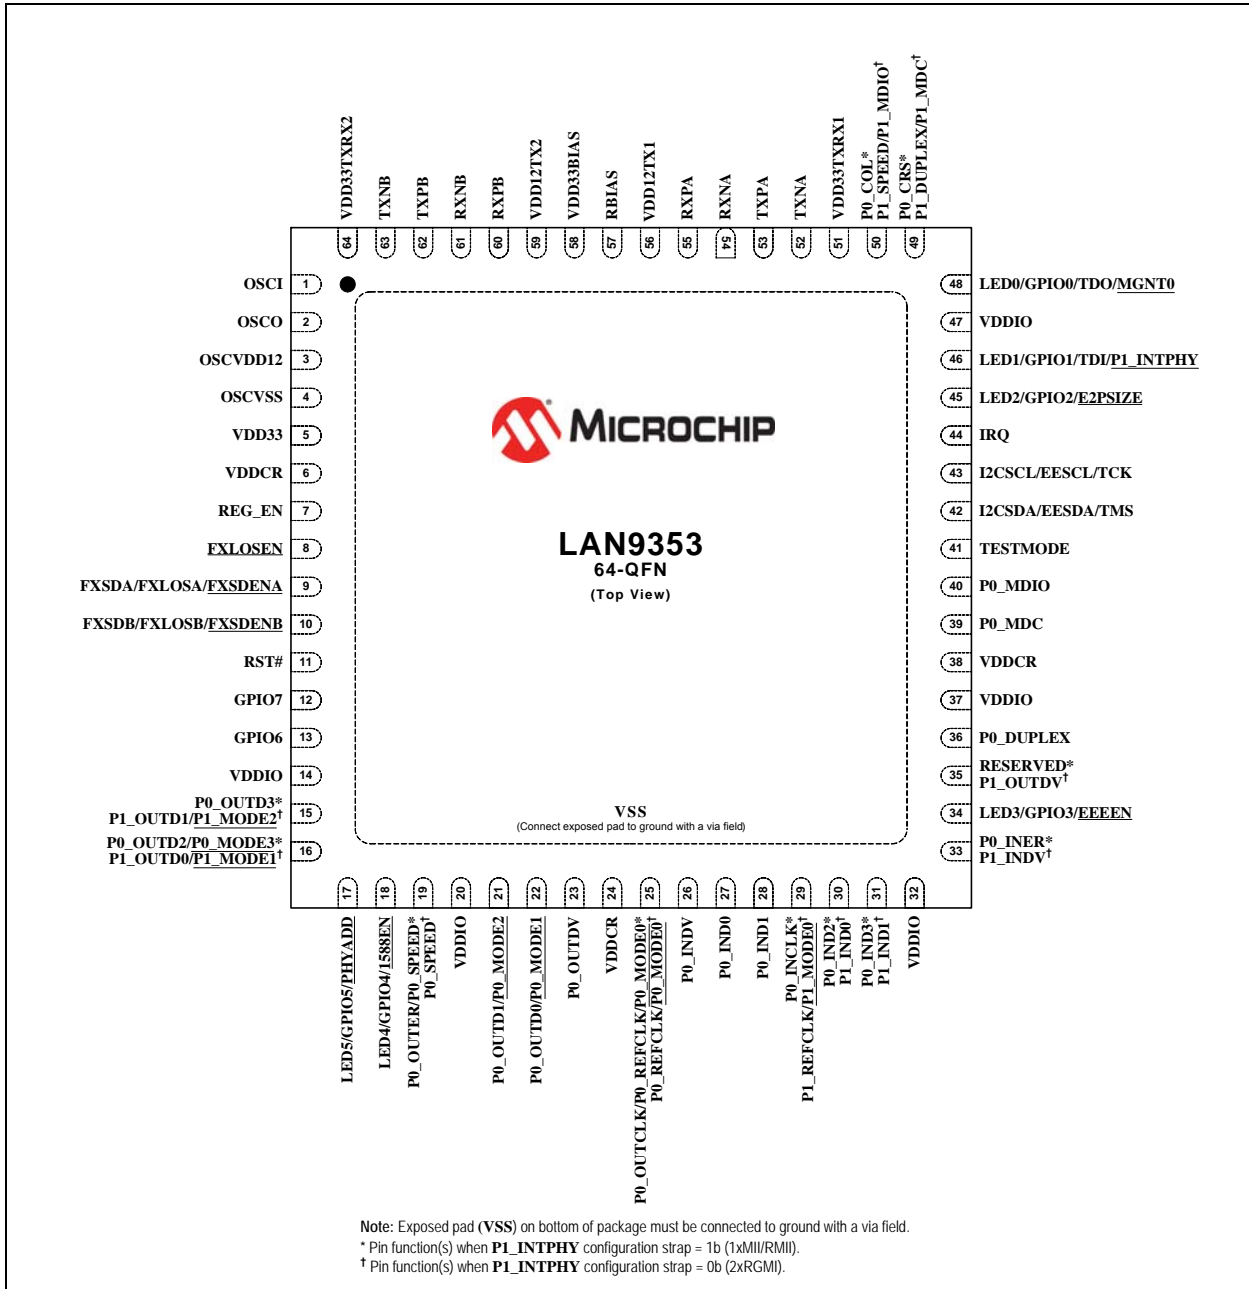 VDD33TXRX2
TXNB
TXPB
RXNB
RXPB
VDD12TX2
VDD33BIAS
RBIAS
VDD12TX1
RXPA
RXNA
TXPA
TXNA
VDD33TXRX1
P0_COL*
P1_SPEED/P1_MDIO†
P0_CRS*
P1_DUPLEX/P1_MDC†
64
63
62
61
60
59
58
57
56
55
54
53
52
51
50
49
OSCI 1
OSCO 2
OSCVDD12 3
OSCVSS 4
VDD33 5
VDDCR 6
REG_EN 7
FXLOSEN 8
FXSDA/FXLOSA/FXSDENA 9
FXSDB/FXLOSB/FXSDENB 10
RST# 11
GPIO7 12
GPIO6 13
VDDIO 14
P0_OUTD3*
P1_OUTD1/P1_MODE2† 15
P0_OUTD2/P0_MODE3*
P1_OUTD0/P1_MODE1† 16
MICROCHIP
LAN9353
64-QFN
(Top View)
VSS
(Connect exposed pad to ground with a via field)
48 LED0/GPIO0/TDO/MGNT0
47 VDDIO
46 LED1/GPIO1/TDI/P1_INTPHY
45 LED2/GPIO2/E2PSIZE
44 IRQ
43 I2CSCL/EESCL/TCK
42 I2CSDA/EESDA/TMS
41 TESTMODE
40 P0_MDIO
39 P0_MDC
38 VDDCR
37 VDDIO
36 P0_DUPLEX
35 RESERVED*
P1_OUTDV†
34 LED3/GPIO3/EEEEN
33 P0_INER*
P1_INDV†
17
18
19
20
21
22
23
24
25
26
27
28
29
30
31
32
LED5/GPIO5/PHYADD
LED4/GPIO4/1588EN
P0_OUTER/P0_SPEED*
P0_SPEED†
VDDIO
P0_OUTD1/P0_MODE2
P0_OUTD0/P0_MODE1
P0_OUTDV
VDDCR
P0_OUTCLK/P0_REFCLK/P0_MODE0*
P0_REFCLK/P0_MODE0†
P0_INDV
P0_IND0
P0_IND1
P0_INCLK*
P1_REFCLK/P1_MODE0†
P0_IND2*
P1_IND0†
P0_IND3*
P1_IND1†
VDDIO
Note: Exposed pad (VSS) on bottom of package must be connected to ground with a via field.
* Pin function(s) when P1_INTPHY configuration strap = 1b (1xMII/RMII).
† Pin function(s) when P1_INTPHY configuration strap = 0b (2xRGMI).